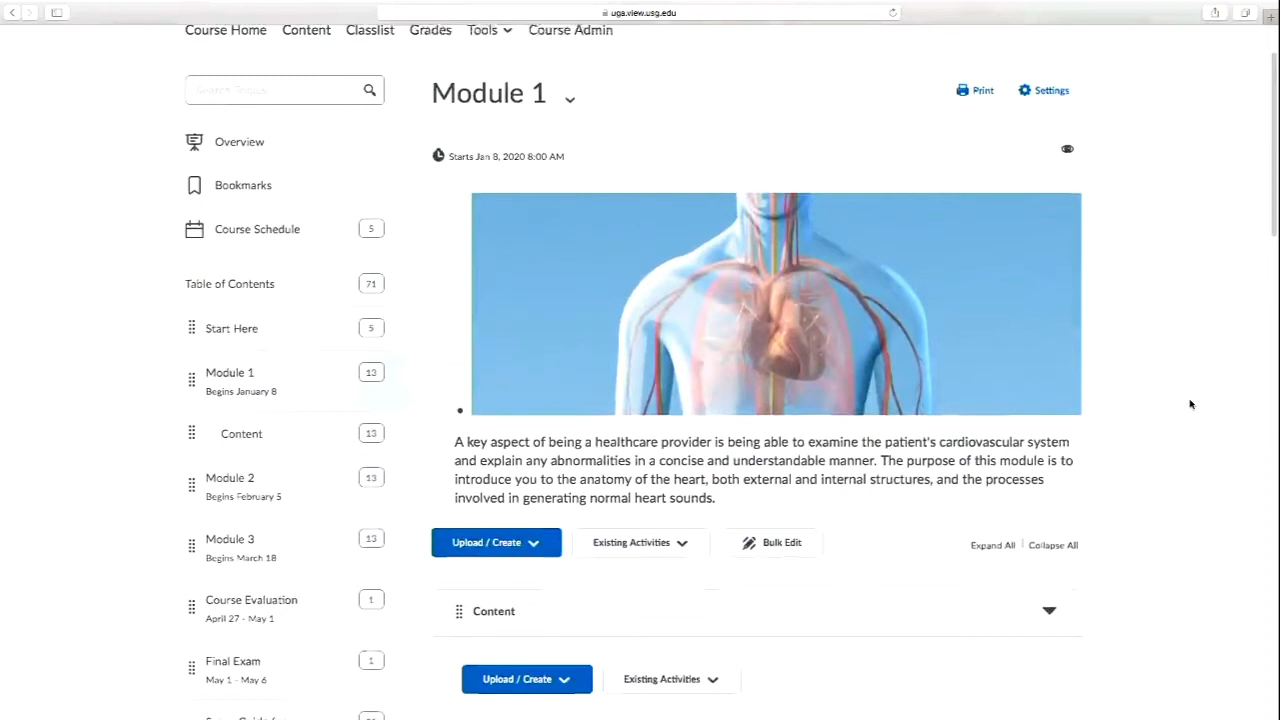 uga.view.usg.edu
Course Home Content Classlist Grades Tools Course Admin
Search Topics
Overview
Bookmarks
Course Schedule 5
Table of Contents 71
Start Here 5
Module 1 13
Begins January 8
Content 13
Module 2 13
Begins February 5
Module 3 13
Begins March 18
Course Evaluation 1
April 27 - May 1
Final Exam 1
May 1 - May 6
Module 1
Print Settings
Starts Jan 8, 2020 8:00 AM
A key aspect of being a healthcare provider is being able to examine the patient's cardiovascular system
and explain any abnormalities in a concise and understandable manner. The purpose of this module is to
introduce you to the anatomy of the heart, both external and internal structures, and the processes
involved in generating normal heart sounds.
Upload / Create Existing Activities Bulk Edit
Expand All | Collapse All
Content
Upload / Create Existing Activities